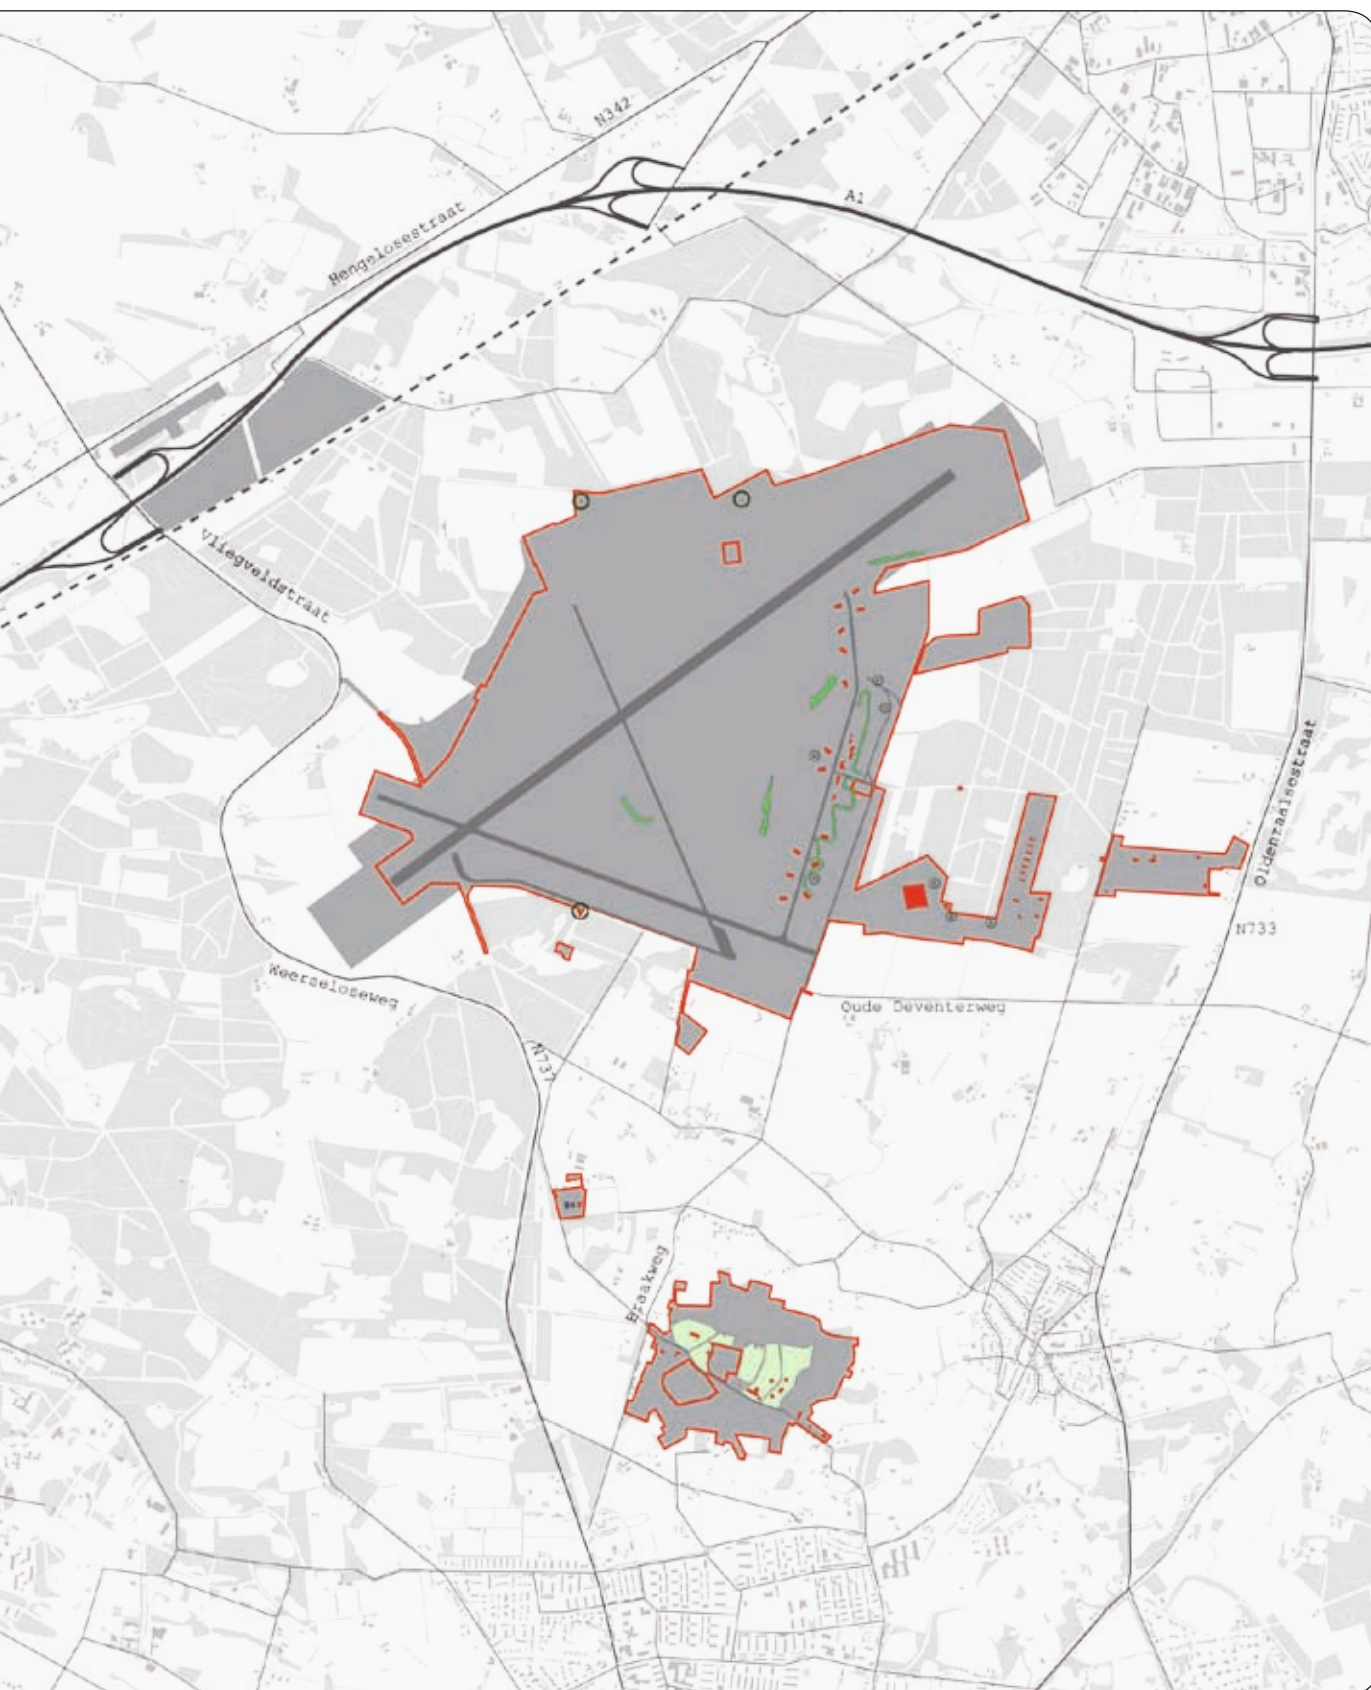 N342
A1
Hengelosestraat
Vliegveldstraat
Oldenzaalsestraat
N733
Weerseloseweg
Oude Deventerweg
N737
Braakweg